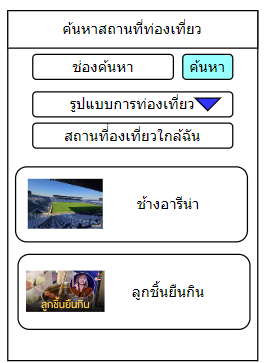 ค้นหาสถานที่ท่องเที่ยว
ช่องค้นหา
ค้นหา
รูปแบบการท่องเที่ยว
สถานที่องเที่ยวใกล้ฉัน
ช้างอารีน่า
ลูกชิ้นยืนกิน
ลูกชิ้นยืนกิน